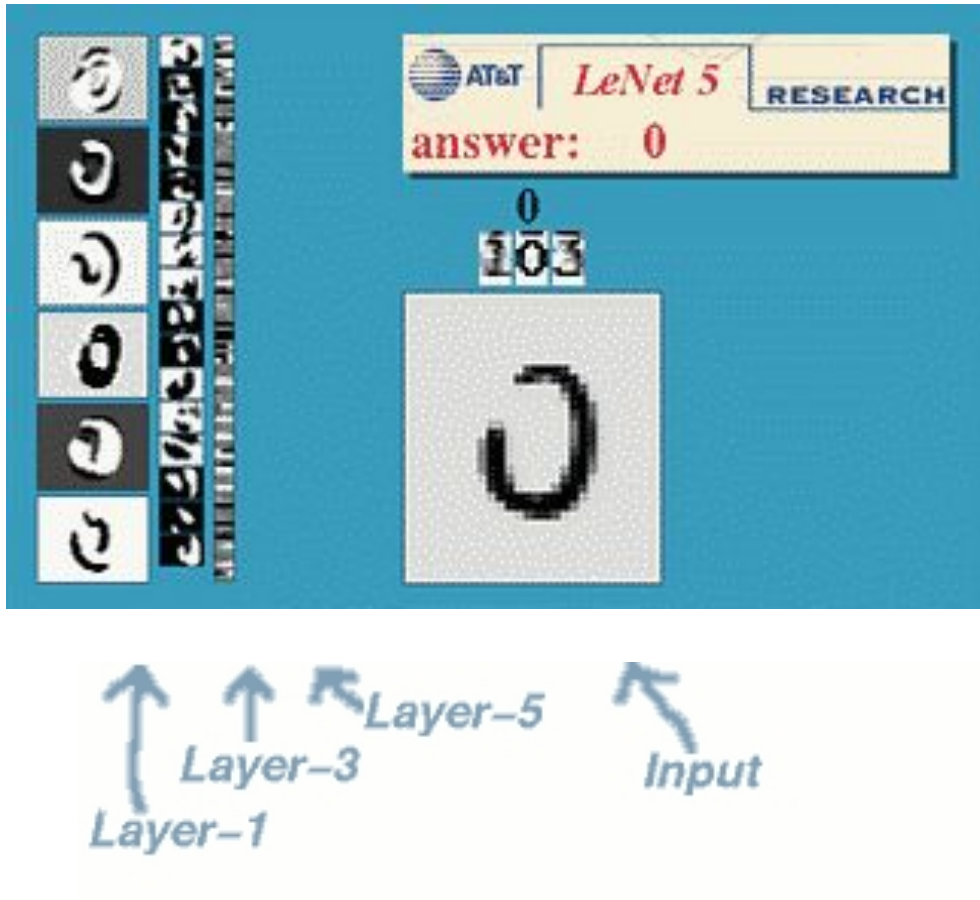 AT&T LeNet 5 RESEARCH
answer: 0
0
103
Layer-5
Layer-3
Input
Layer-1